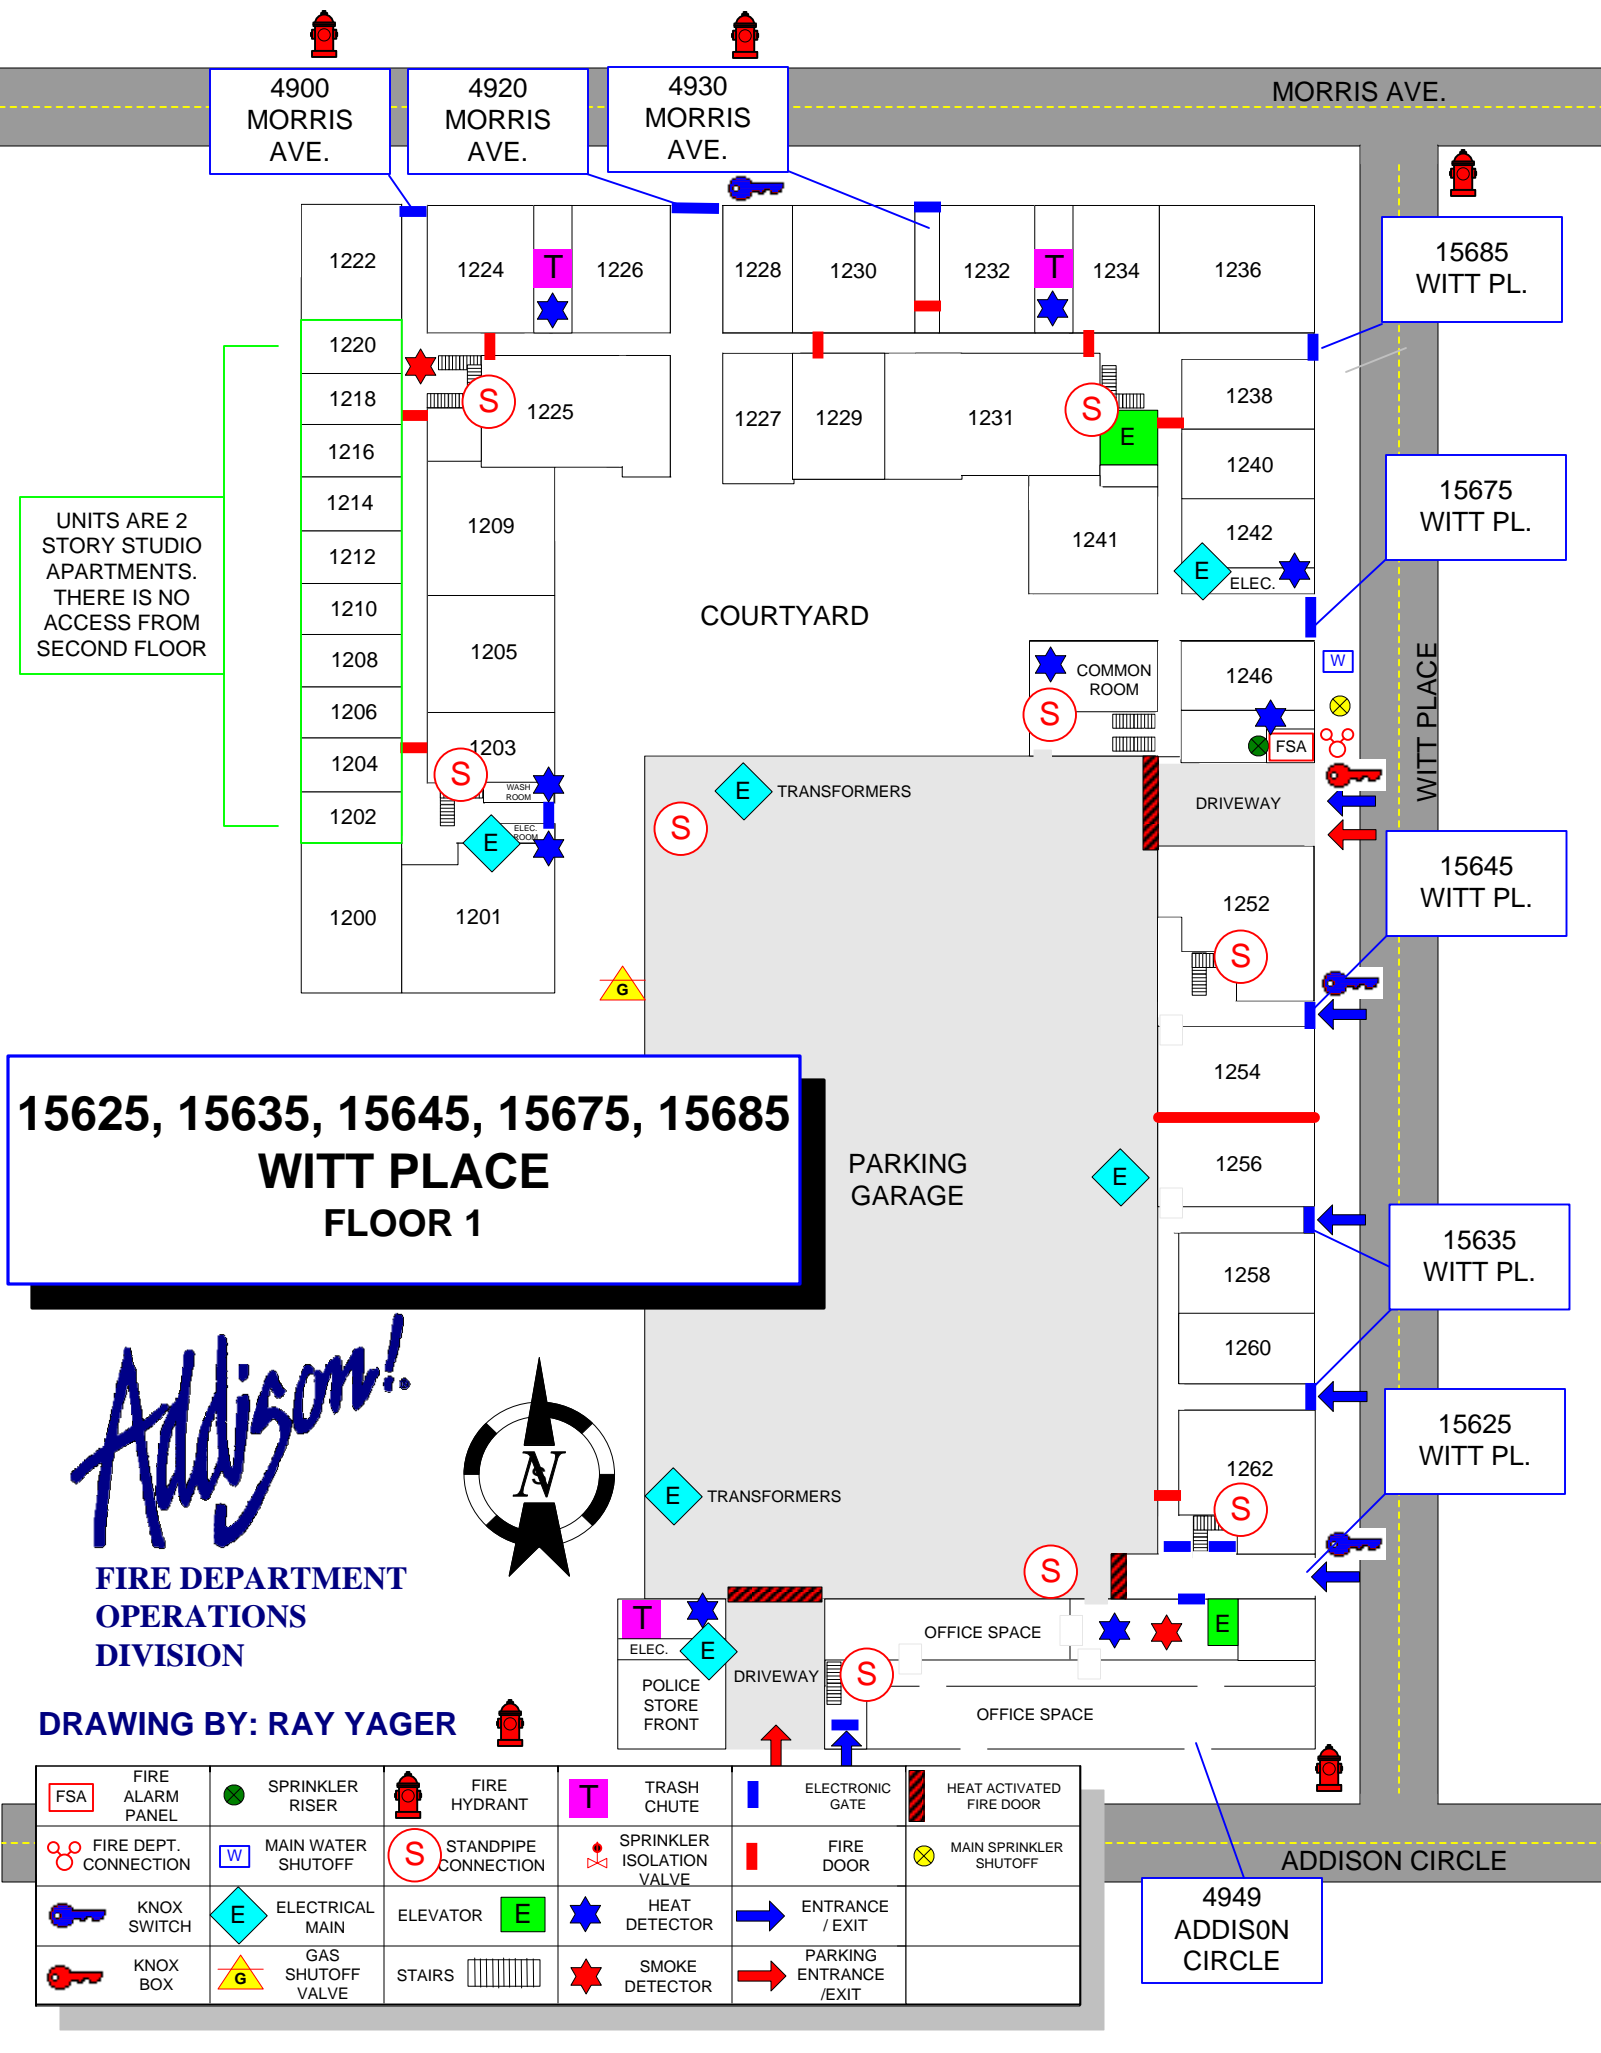 4900
MORRIS
AVE.
4920
MORRIS
AVE.
4930
MORRIS
AVE.
MORRIS AVE.
15685
WITT PL.
1222
1224
T
1226
1228
1230
1232
T
1234
1236
1220
1218
S
1225
1227
1229
1231
S
E
1238
1216
1240
15675
WITT PL.
1214
1209
1241
1242
E
ELEC.
UNITS ARE 2
STORY STUDIO
APARTMENTS.
THERE IS NO
ACCESS FROM
SECOND FLOOR
1212
1210
COURTYARD
1208
1205
COMMON
ROOM
1246
W
WITT PLACE
1206
S
1203
FSA
1204
S
WASH
ROOM
E
TRANSFORMERS
DRIVEWAY
1202
ELEC.
ROOM
E
S
15645
WITT PL.
1200
1201
1252
S
G
1254
15625, 15635, 15645, 15675, 15685
WITT PLACE
FLOOR 1
PARKING
GARAGE
E
1256
15635
WITT PL.
1258
1260
Addison!
N
S
15625
WITT PL.
1262
S
E
TRANSFORMERS
FIRE DEPARTMENT
OPERATIONS
DIVISION
S
T
ELEC.
E
OFFICE SPACE
E
DRIVEWAY
S
POLICE
STORE
FRONT
OFFICE SPACE
DRAWING BY: RAY YAGER
FSA
FIRE
ALARM
PANEL
SPRINKLER
RISER
FIRE
HYDRANT
T
TRASH
CHUTE
ELECTRONIC
GATE
HEAT ACTIVATED
FIRE DOOR
FIRE DEPT.
CONNECTION
W
MAIN WATER
SHUTOFF
S
STANDPIPE
CONNECTION
SPRINKLER
ISOLATION
VALVE
FIRE
DOOR
MAIN SPRINKLER
SHUTOFF
KNOX
SWITCH
E
ELECTRICAL
MAIN
ELEVATOR
E
HEAT
DETECTOR
ENTRANCE
/ EXIT
KNOX
BOX
G
GAS
SHUTOFF
VALVE
STAIRS
SMOKE
DETECTOR
PARKING
ENTRANCE
/EXIT
ADDISON CIRCLE
4949
ADDIS0N
CIRCLE